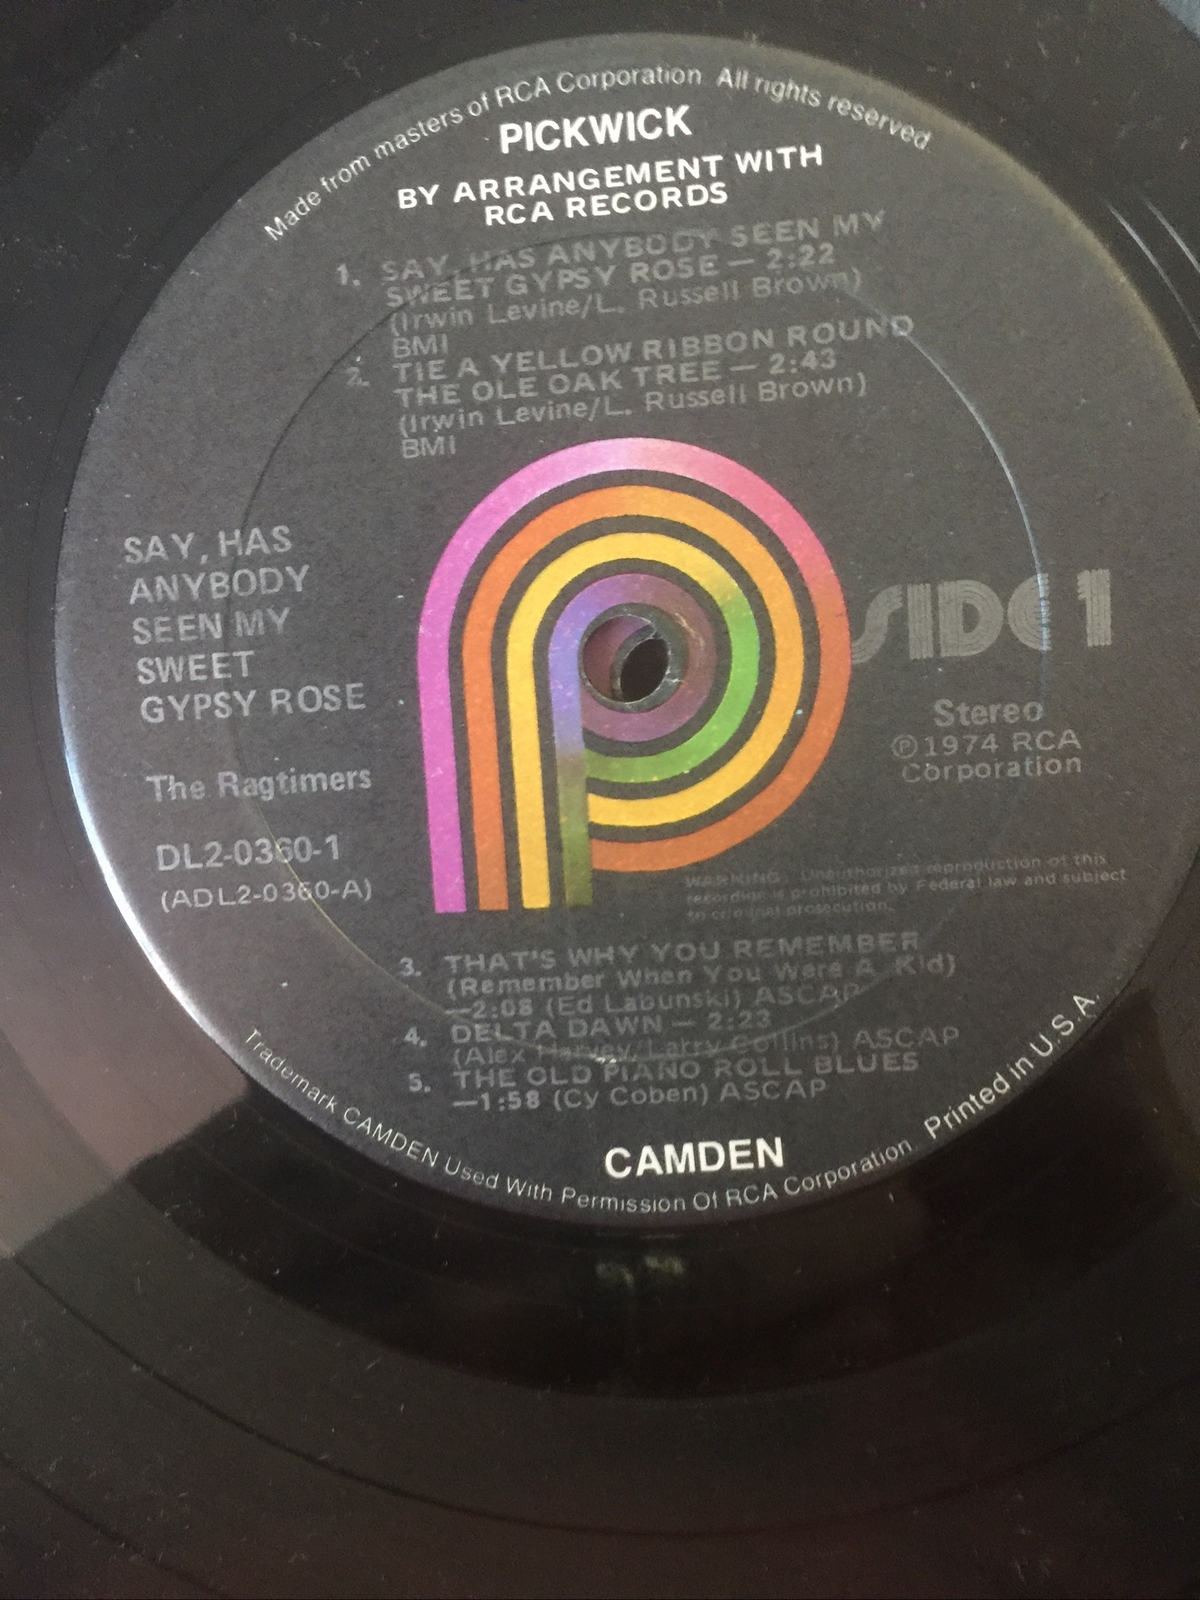 Made from masters of RCA Corporation All rights reserved.
PICKWICK
BY ARRANGEMENT WITH
RCA RECORDS
1. SAY, HAS ANYBODY SEEN MY
SWEET GYPSY ROSE — 2:22
(Irwin Levine/L. Russell Brown)
BMI
2. TIE A YELLOW RIBBON ROUND
THE OLE OAK TREE — 2:43
(Irwin Levine/L. Russell Brown)
BMI
SAY, HAS
ANYBODY
SEEN MY
SWEET
GYPSY ROSE
The Ragtimers
DL2-0360-1
(ADL2-0360-A)
SIDE 1
Stereo
Ⓟ1974 RCA
Corporation
WARNING: Unauthorized reproduction of this
recording is prohibited by Federal law and subject
to criminal prosecution.
3. THAT'S WHY YOU REMEMBER
(Remember When You Were A Kid)
—2:08 (Ed Labunski) ASCAP
4. DELTA DAWN — 2:23
(Alex Harvey/Larry Collins) ASCAP
5. THE OLD PIANO ROLL BLUES
—1:58 (Cy Coben) ASCAP
CAMDEN
Trademark CAMDEN Used With Permission Of RCA Corporation. Printed in U.S.A.